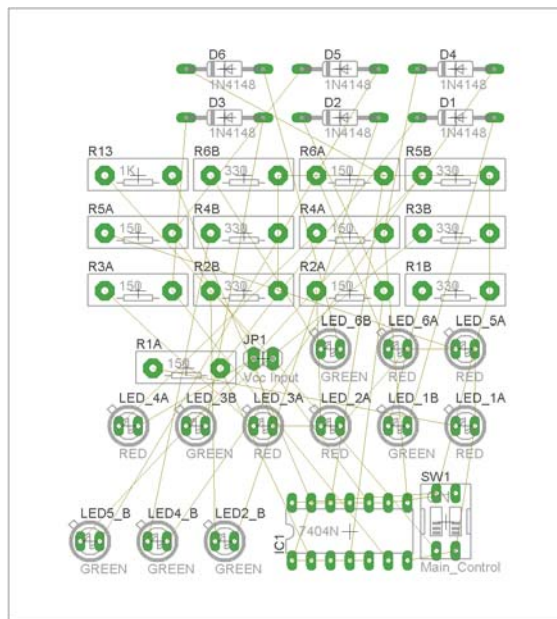 D6 D5 D4
1N4148 1N4148 1N4148
D3 D2 D1
1N4148 1N4148 1N4148
R13 R6B R6A R5B
1K 330 150 330
R5A R4B R4A R3B
150 330 150 330
R3A R2B R2A R1B
150 330 150 330
LED_6B LED_6A LED_5A
R1A JP1
150 Vcc Input GREEN RED RED
LED_4A LED_3B LED_3A LED_2A LED_1B LED_1A
RED GREEN RED RED GREEN RED
SW1
LED5_B LED4_B LED2_B
IC1 7404N
GREEN GREEN GREEN Main_Control